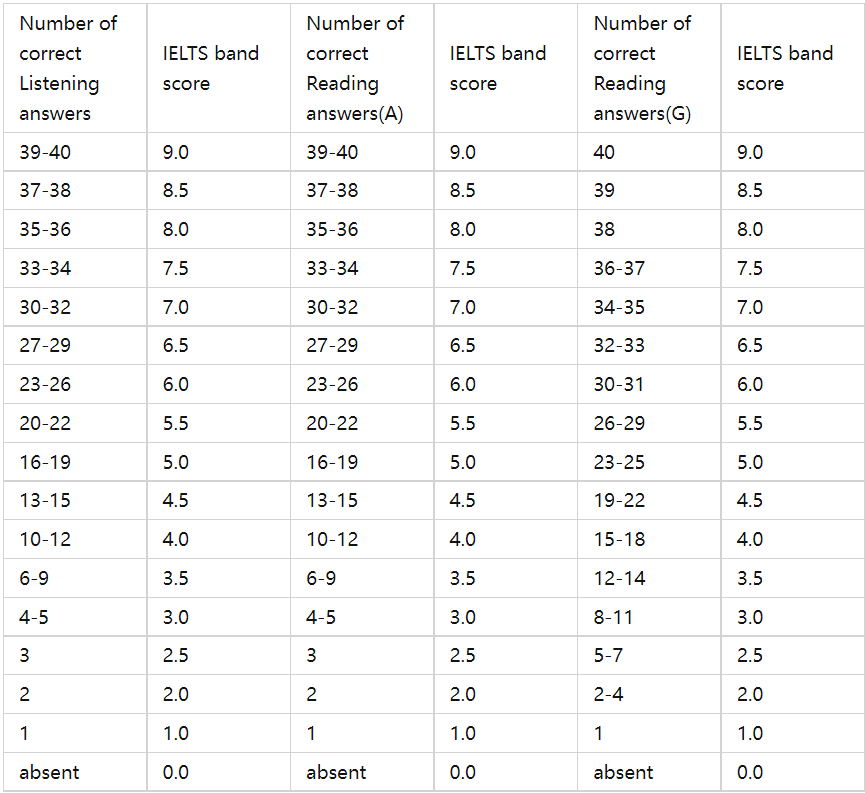 Number of correct Listening answers IELTS band score Number of correct Reading answers(A) IELTS band score Number of correct Reading answers(G) IELTS band score
39-40 9.0 39-40 9.0 40 9.0
37-38 8.5 37-38 8.5 39 8.5
35-36 8.0 35-36 8.0 38 8.0
33-34 7.5 33-34 7.5 36-37 7.5
30-32 7.0 30-32 7.0 34-35 7.0
27-29 6.5 27-29 6.5 32-33 6.5
23-26 6.0 23-26 6.0 30-31 6.0
20-22 5.5 20-22 5.5 26-29 5.5
16-19 5.0 16-19 5.0 23-25 5.0
13-15 4.5 13-15 4.5 19-22 4.5
10-12 4.0 10-12 4.0 15-18 4.0
6-9 3.5 6-9 3.5 12-14 3.5
4-5 3.0 4-5 3.0 8-11 3.0
3 2.5 3 2.5 5-7 2.5
2 2.0 2 2.0 2-4 2.0
1 1.0 1 1.0 1 1.0
absent 0.0 absent 0.0 absent 0.0